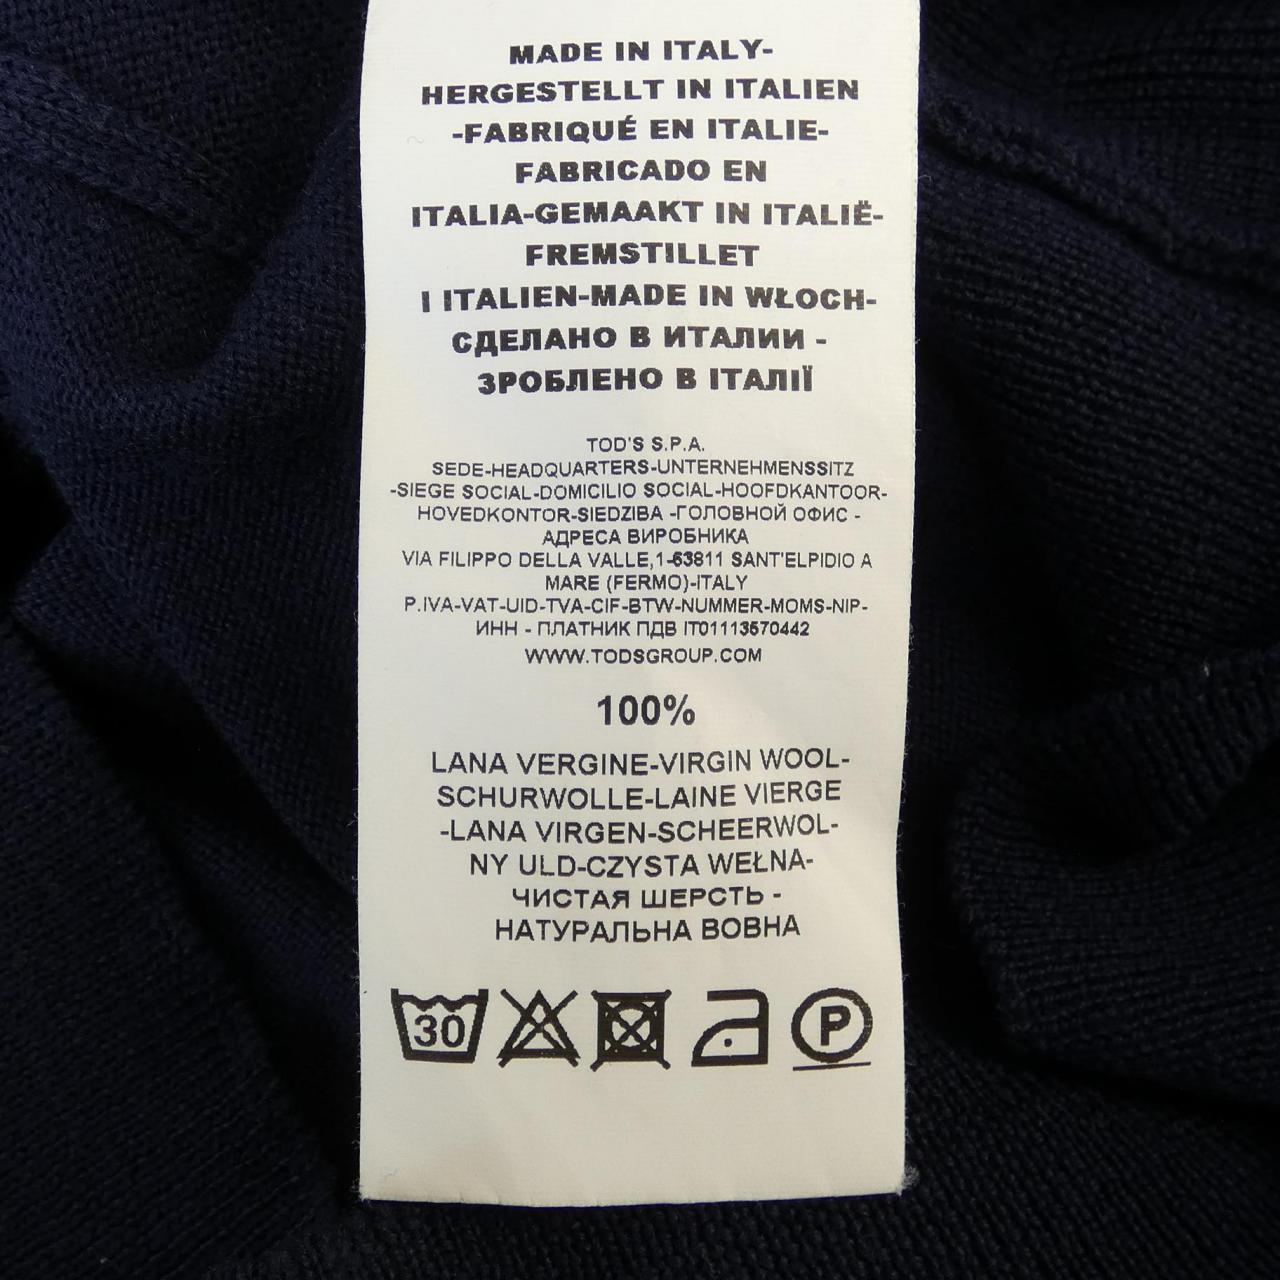 MADE IN ITALY-
HERGESTELLT IN ITALIEN
-FABRIQUÉ EN ITALIE-
FABRICADO EN
ITALIA-GEMAAKT IN ITALIË-
FREMSTILLET
I ITALIEN-MADE IN WŁOCH-
СДЕЛАНО В ИТАЛИИ -
ЗРОБЛЕНО В ІТАЛІЇ
TOD'S S.P.A.
SEDE-HEADQUARTERS-UNTERNEHMENSSITZ
-SIEGE SOCIAL-DOMICILIO SOCIAL-HOOFDKANTOOR-
HOVEDKONTOR-SIEDZIBA -ГОЛОВНОЙ ОФИС -
АДРЕСА ВИРОБНИКА
VIA FILIPPO DELLA VALLE,1-63811 SANT'ELPIDIO A
MARE (FERMO)-ITALY
P.IVA-VAT-UID-TVA-CIF-BTW-NUMMER-MOMS-NIP-
ИНН - ПЛАТНИК ПДВ IT01113570442
WWW.TODSGROUP.COM
100%
LANA VERGINE-VIRGIN WOOL-
SCHURWOLLE-LAINE VIERGE
-LANA VIRGEN-SCHEERWOL-
NY ULD-CZYSTA WEŁNA-
ЧИСТАЯ ШЕРСТЬ -
НАТУРАЛЬНА ВОВНА
30 P